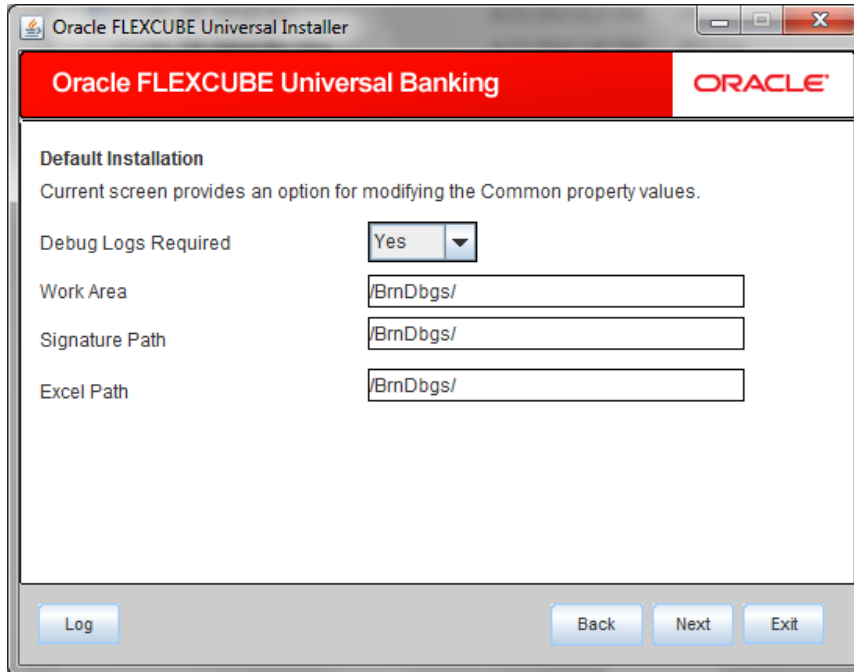 Oracle FLEXCUBE Universal Installer
Oracle FLEXCUBE Universal Banking
ORACLE
Default Installation
Current screen provides an option for modifying the Common property values.
Debug Logs Required Yes
Work Area /BrnDbgs/
Signature Path /BrnDbgs/
Excel Path /BrnDbgs/
Log Back Next Exit